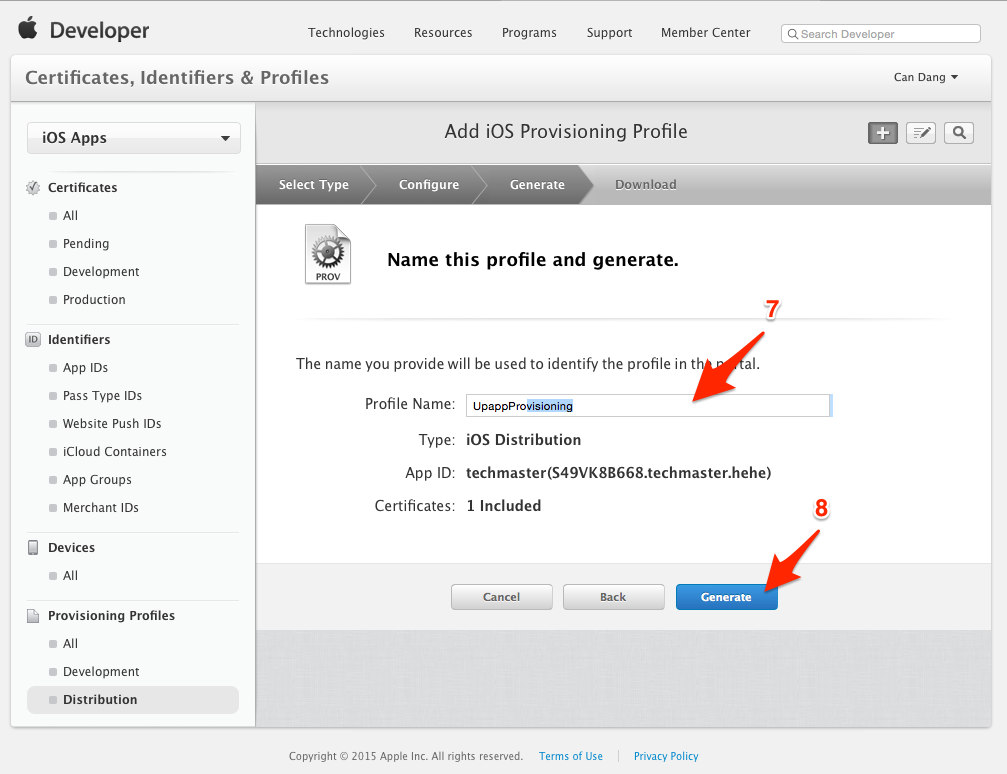 Developer
Technologies Resources Programs Support Member Center Search Developer
Certificates, Identifiers & Profiles Can Dang
iOS Apps
Add iOS Provisioning Profile
Select Type Configure Generate Download
Certificates
All
Pending
Development
Production
ID Identifiers
App IDs
Pass Type IDs
Website Push IDs
iCloud Containers
App Groups
Merchant IDs
Devices
All
Provisioning Profiles
All
Development
Distribution
PROV
Name this profile and generate.
7
The name you provide will be used to identify the profile in the tal.
Profile Name: UpappProvisioning
Type: iOS Distribution
App ID: techmaster(S49VK8B668.techmaster.hehe)
Certificates: 1 Included
8
Cancel Back Generate
Copyright © 2015 Apple Inc. All rights reserved. Terms of Use Privacy Policy